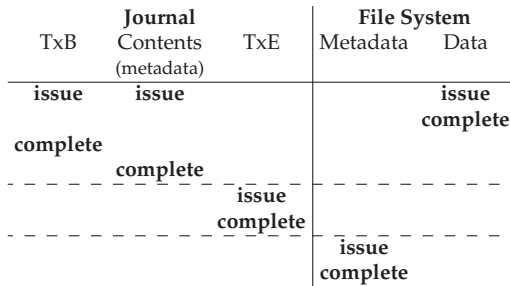 Journal File System
TxB Contents TxE Metadata Data
(metadata)
issue issue issue
complete
complete
complete
issue
complete
issue
complete